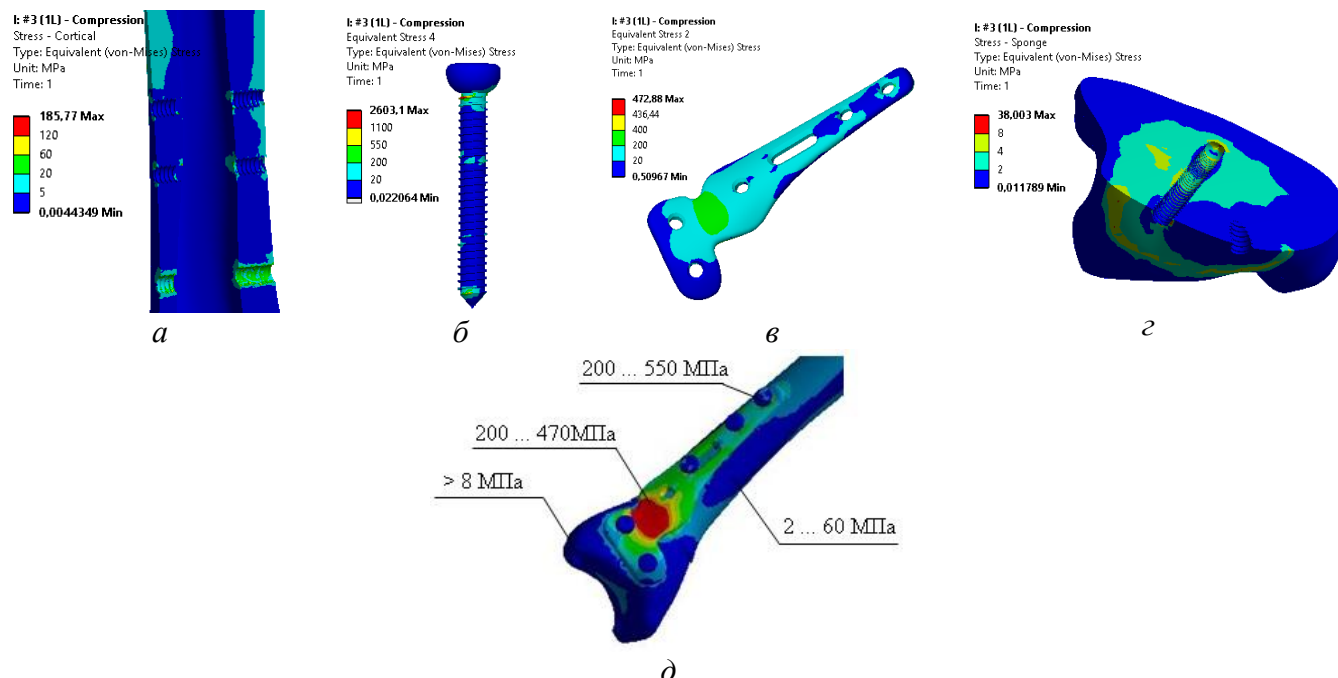 I: #3 (1L) - Compression
Stress - Cortical
Type: Equivalent (von-Mises) Stress
Unit: MPa
Time: 1
185,77 Max
120
60
20
5
0,0044349 Min
а
I: #3 (1L) - Compression
Equivalent Stress 4
Type: Equivalent (von-Mises) Stress
Unit: MPa
Time: 1
2603,1 Max
1100
550
200
20
0,022064 Min
б
I: #3 (1L) - Compression
Equivalent Stress 2
Type: Equivalent (von-Mises) Stress
Unit: MPa
Time: 1
472,88 Max
436,44
400
200
20
0,50967 Min
в
I: #3 (1L) - Compression
Stress - Sponge
Type: Equivalent (von-Mises) Stress
Unit: MPa
Time: 1
38,003 Max
8
4
2
0,011789 Min
г
200 ... 550 МПа
200 ... 470МПа
> 8 МПа
2 ... 60 МПа
д